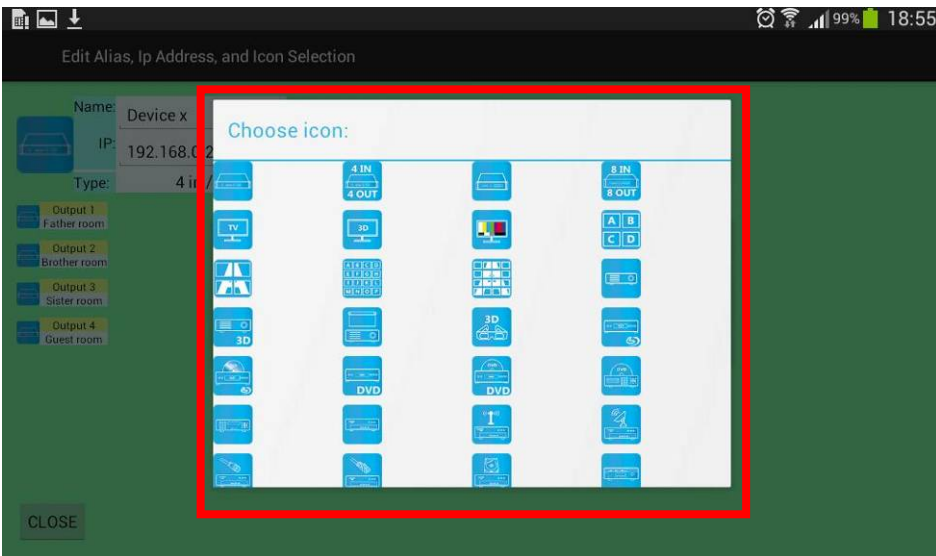 99% 18:55
Edit Alias, Ip Address, and Icon Selection
Name: Device x
IP: 192.168.0.2
Type: 4 in/
Output 1
Father room
Output 2
Brother room
Output 3
Sister room
Output 4
Guest room
Choose icon:
4 IN
4 OUT
8 IN
8 OUT
TV
3D
A B
C D
3D
3D
DVD
DVD
CLOSE